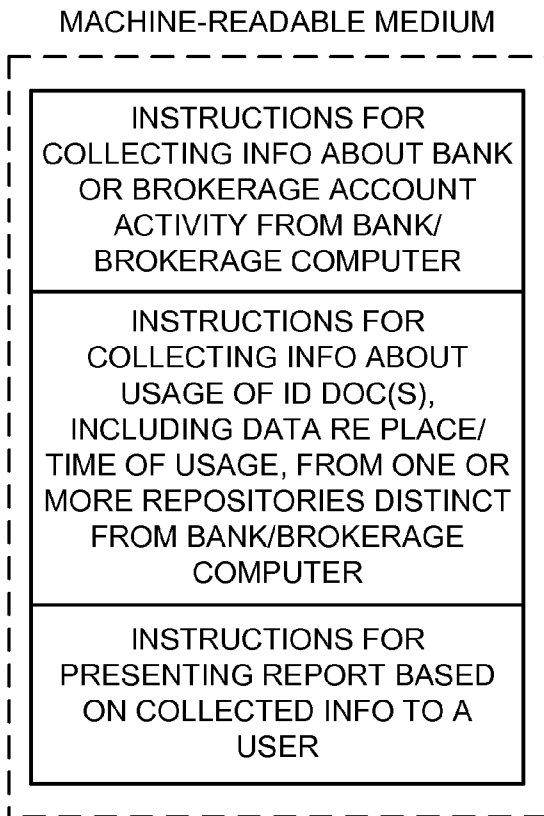 MACHINE-READABLE MEDIUM
INSTRUCTIONS FOR
COLLECTING INFO ABOUT BANK
OR BROKERAGE ACCOUNT
ACTIVITY FROM BANK/
BROKERAGE COMPUTER
INSTRUCTIONS FOR
COLLECTING INFO ABOUT
USAGE OF ID DOC(S),
INCLUDING DATA RE PLACE/
TIME OF USAGE, FROM ONE OR
MORE REPOSITORIES DISTINCT
FROM BANK/BROKERAGE
COMPUTER
INSTRUCTIONS FOR
PRESENTING REPORT BASED
ON COLLECTED INFO TO A
USER